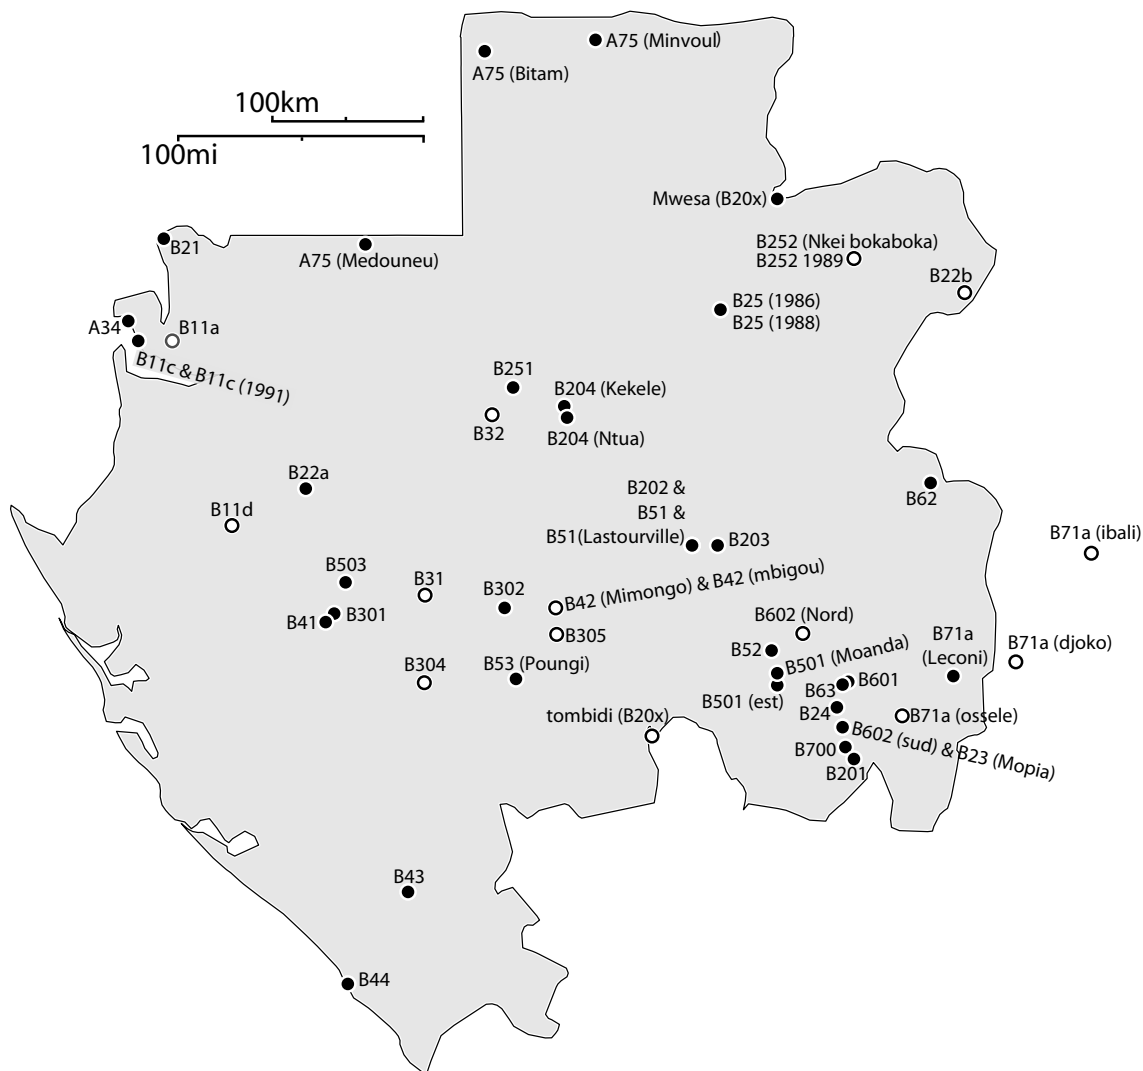 A75 (Minvoul)
A75 (Bitam)
100km
100mi
Mwesa (B20x)
B21
A75 (Medouneu)
B252 (Nkei bokaboka)
B252 1989
B22b
B25 (1986)
B25 (1988)
A34
B11a
B11c & B11c (1991)
B251
B204 (Kekele)
B32
B204 (Ntua)
B22a
B11d
B202 &
B51 &
B51(Lastourville)
B203
B62
B71a (ibali)
B503
B31
B302
B42 (Mimongo) & B42 (mbigou)
B41
B301
B305
B602 (Nord)
B52
B501 (Moanda)
B71a
(Leconi)
B71a (djoko)
B304
B53 (Poungi)
B501 (est)
B63
B601
B24
B71a (ossele)
tombidi (B20x)
B602 (sud) & B23 (Mopia)
B700
B201
B43
B44